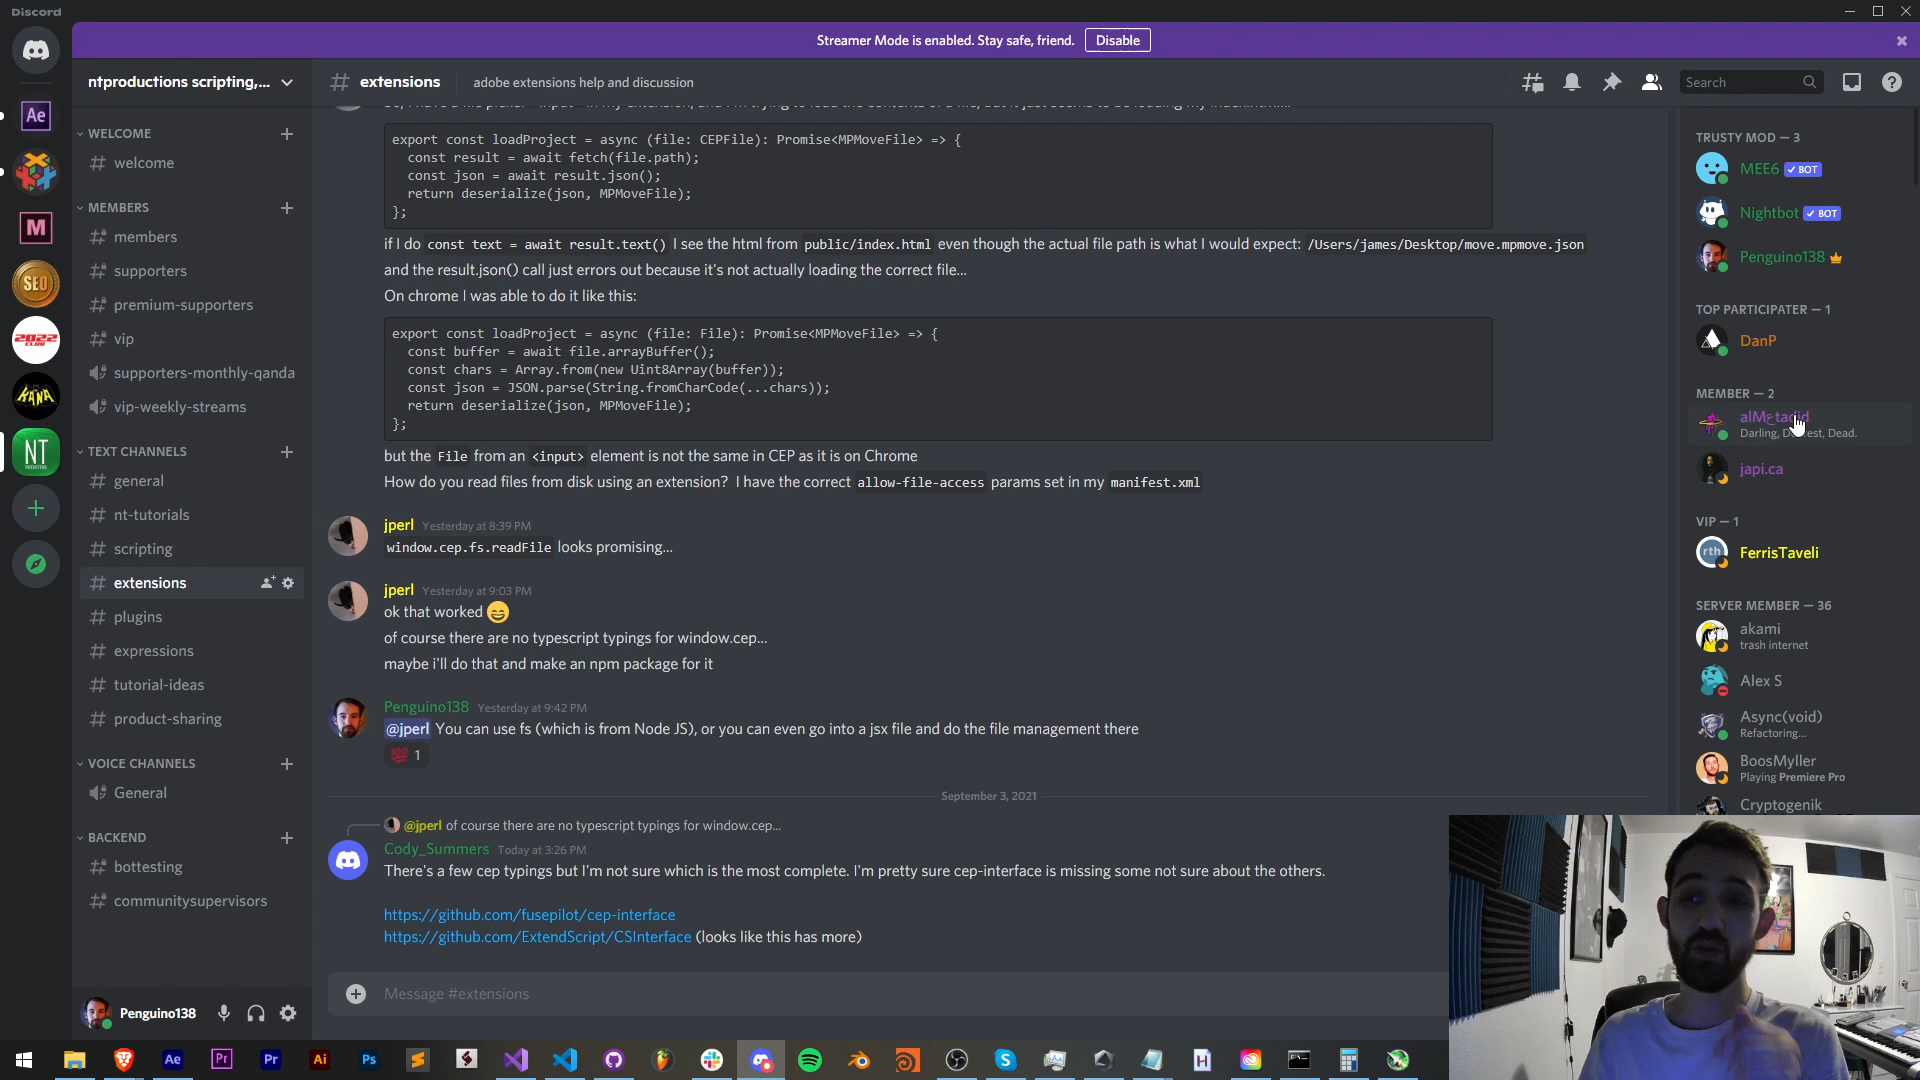 Discord
Streamer Mode is enabled. Stay safe, friend. Disable
ntproductions scripting,...
extensions
adobe extensions help and discussion
Search
WELCOME
welcome
MEMBERS
members
supporters
premium-supporters
vip
supporters-monthly-qanda
vip-weekly-streams
TEXT CHANNELS
general
nt-tutorials
scripting
extensions
plugins
expressions
tutorial-ideas
product-sharing
VOICE CHANNELS
General
BACKEND
bottesting
communitysupervisors
Penguino138
export const loadProject = async (file: CEPFile): Promise<MPMoveFile> => {
const result = await fetch(file.path);
const json = await result.json();
return deserialize(json, MPMoveFile);
};
if I do const text = await result.text() I see the html from public/index.html even though the actual file path is what I would expect: /Users/james/Desktop/move.mpmove.json
and the result.json() call just errors out because it's not actually loading the correct file...
On chrome I was able to do it like this:
export const loadProject = async (file: File): Promise<MPMoveFile> => {
const buffer = await file.arrayBuffer();
const chars = Array.from(new Uint8Array(buffer));
const json = JSON.parse(String.fromCharCode(...chars));
return deserialize(json, MPMoveFile);
};
but the File from an <input> element is not the same in CEP as it is on Chrome
How do you read files from disk using an extension? I have the correct allow-file-access params set in my manifest.xml
jperl Yesterday at 8:39 PM
window.cep.fs.readFile looks promising...
jperl Yesterday at 9:03 PM
ok that worked
of course there are no typescript typings for window.cep...
maybe i'll do that and make an npm package for it
Penguino138 Yesterday at 9:42 PM
@jperl You can use fs (which is from Node JS), or you can even go into a jsx file and do the file management there
1
September 3, 2021
@jperl of course there are no typescript typings for window.cep...
Cody_Summers Today at 3:26 PM
There's a few cep typings but I'm not sure which is the most complete. I'm pretty sure cep-interface is missing some not sure about the others.
https://github.com/fusepilot/cep-interface
https://github.com/ExtendScript/CSInterface (looks like this has more)
Message #extensions
TRUSTY MOD — 3
MEE6 BOT
Nightbot BOT
Penguino138
TOP PARTICIPATER — 1
DanP
MEMBER — 2
Darling, Dead.
japi.ca
VIP — 1
rth
FerrisTaveli
SERVER MEMBER — 36
akami
trash internet
Alex S
Async(void)
Refactoring...
BoosMyller
Playing Premiere Pro
Cryptogenik
Ae
M
SEO
2022
KANA
NT
Ae
Pr
Pr
Ai
Ps
S
H